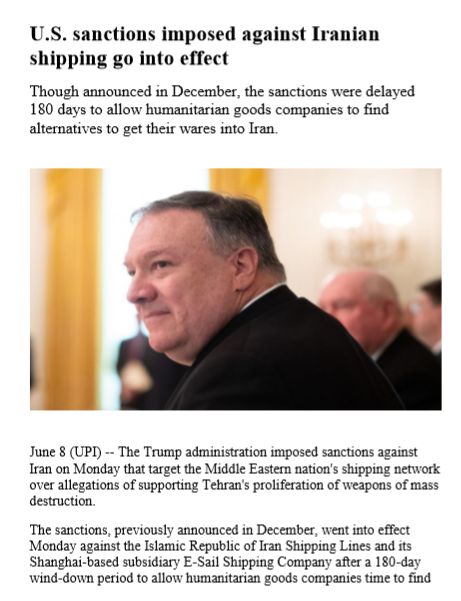 U.S. sanctions imposed against Iranian
shipping go into effect
Though announced in December, the sanctions were delayed
180 days to allow humanitarian goods companies to find
alternatives to get their wares into Iran.
June 8 (UPI) -- The Trump administration imposed sanctions against
Iran on Monday that target the Middle Eastern nation's shipping network
over allegations of supporting Tehran's proliferation of weapons of mass
destruction.
The sanctions, previously announced in December, went into effect
Monday against the Islamic Republic of Iran Shipping Lines and its
Shanghai-based subsidiary E-Sail Shipping Company after a 180-day
wind-down period to allow humanitarian goods companies time to find